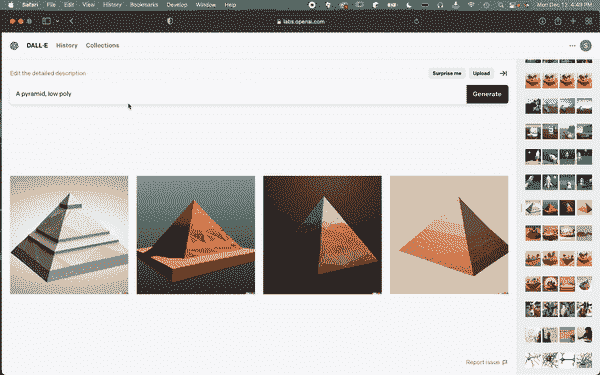 Safari File Edit View History Bookmarks Develop Window Help Mon Dec 12 4:49 PM
labs.openai.com
DALL·E History Collections S
Edit the detailed description
Surprise me Upload
A pyramid, low poly
Generate
Report issue